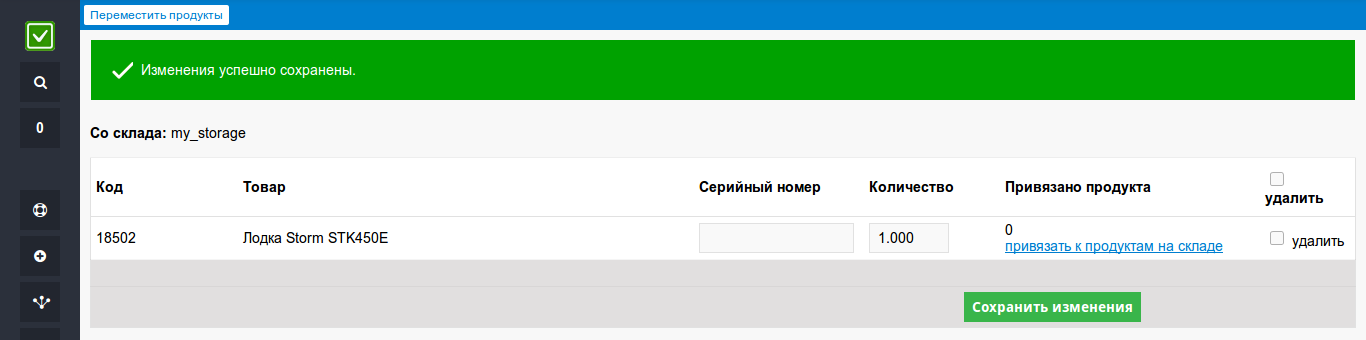 Переместить продукты
Изменения успешно сохранены.
0
Со склада: my_storage
Код Товар Серийный номер Количество Привязано продукта удалить
18502 Лодка Storm STK450E 1.000 0 удалить
привязать к продуктам на складе
Сохранить изменения